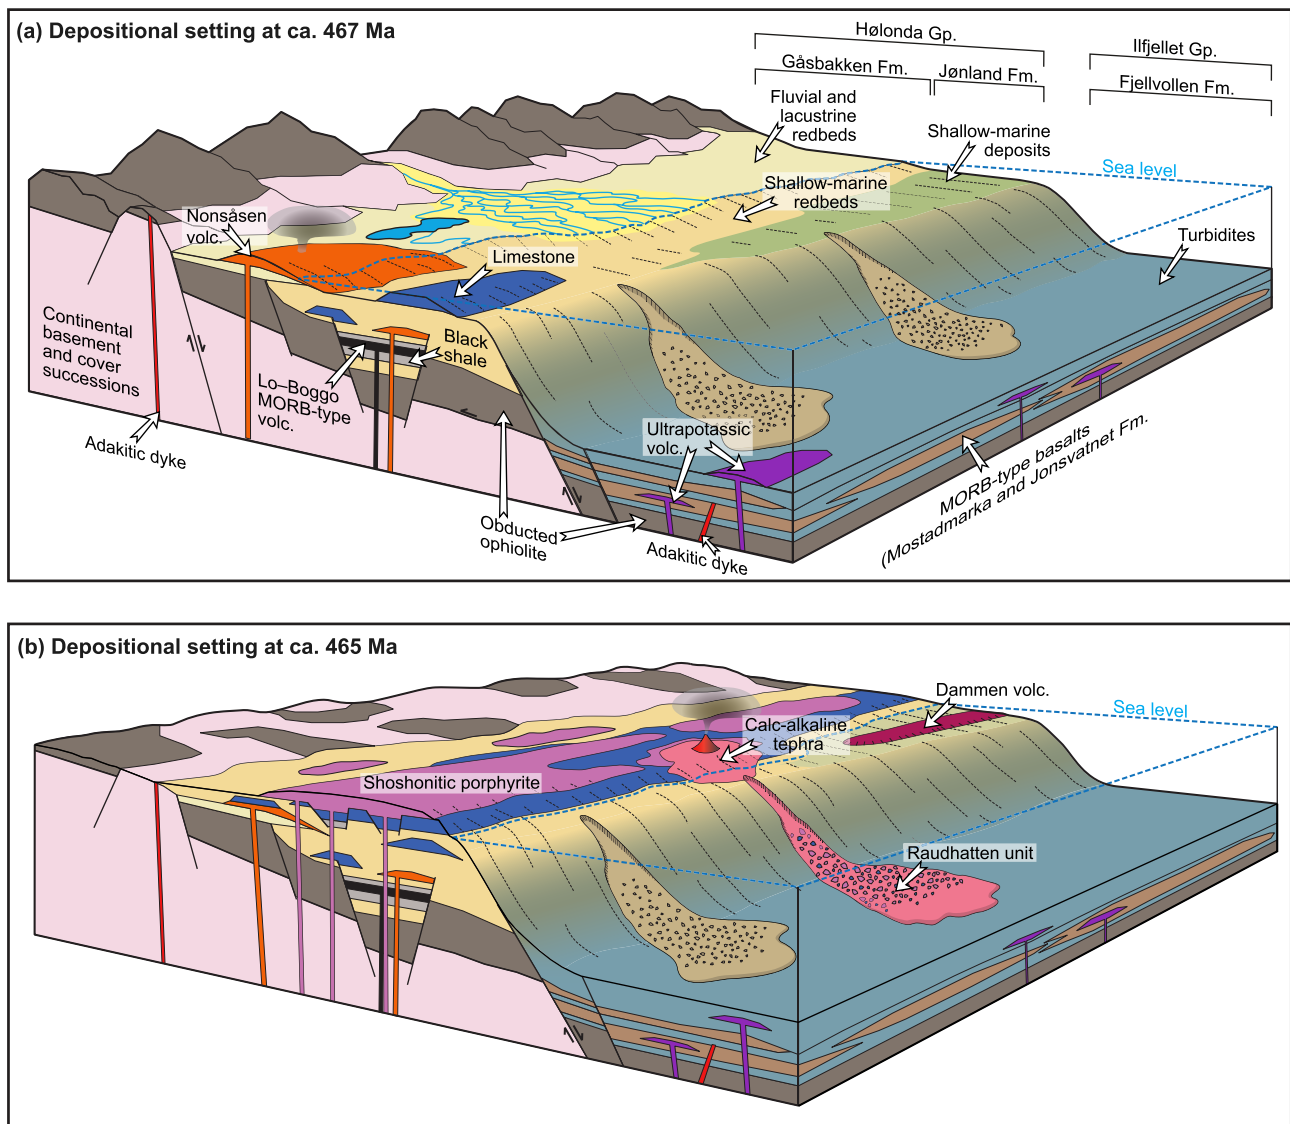 (a) Depositional setting at ca. 467 Ma
Hølonda Gp.
Ilfjellet Gp.
Gåsbakken Fm.
Jønland Fm.
Fjellvollen Fm.
Fluvial and
lacustrine
redbeds
Shallow-marine
deposits
Sea level
Shallow-marine
redbeds
Nonsåsen
volc.
Turbidites
Limestone
Continental
basement
and cover
successions
Black
shale
Lo–Boggo
MORB-type
volc.
Adakitic dyke
Ultrapotassic
volc.
MORB-type basalts
(Mostadmarka and Jonsvatnet Fm.
Obducted
ophiolite
Adakitic dyke
(b) Depositional setting at ca. 465 Ma
Dammen volc.
Sea level
Calc-alkaline
tephra
Shoshonitic porphyrite
Raudhatten unit